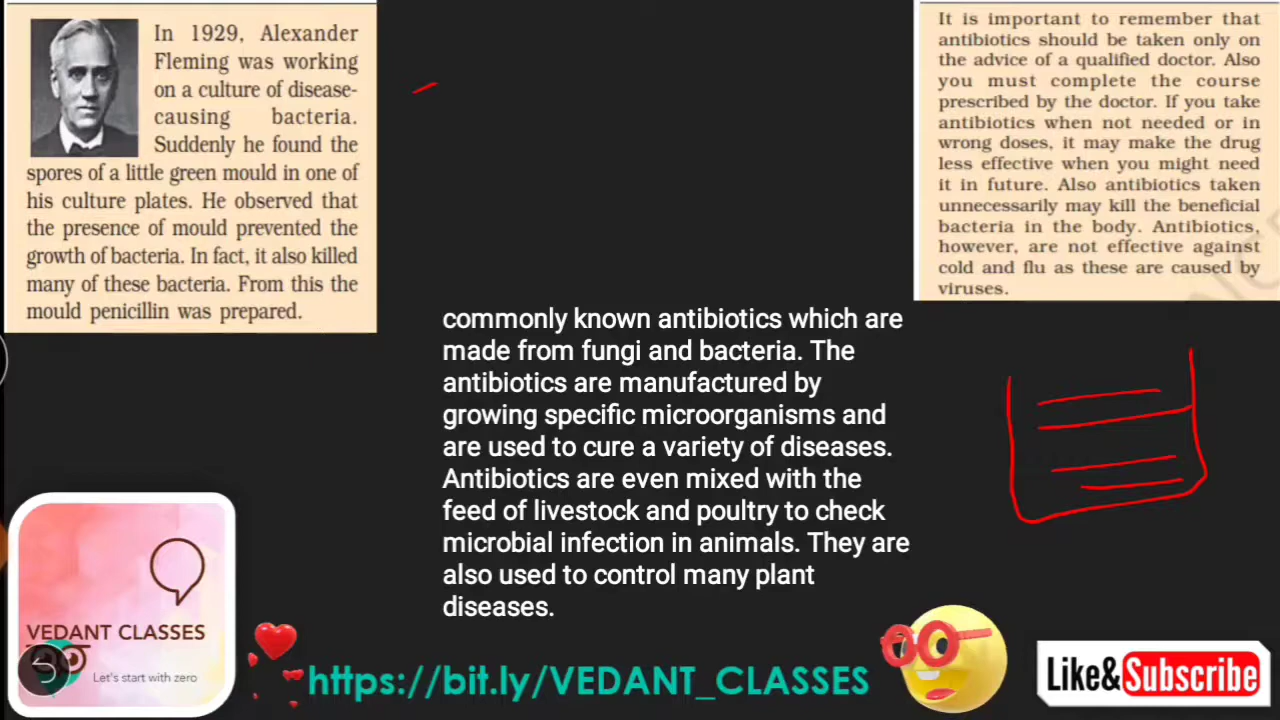 In 1929, Alexander
Fleming was working
on a culture of disease-
causing bacteria.
Suddenly he found the
spores of a little green mould in one of
his culture plates. He observed that
the presence of mould prevented the
growth of bacteria. In fact, it also killed
many of these bacteria. From this the
mould penicillin was prepared.
It is important to remember that
antibiotics should be taken only on
the advice of a qualified doctor. Also
you must complete the course
prescribed by the doctor. If you take
antibiotics when not needed or in
wrong doses, it may make the drug
less effective when you might need
it in future. Also antibiotics taken
unnecessarily may kill the beneficial
bacteria in the body. Antibiotics,
however, are not effective against
cold and flu as these are caused by
viruses.
commonly known antibiotics which are
made from fungi and bacteria. The
antibiotics are manufactured by
growing specific microorganisms and
are used to cure a variety of diseases.
Antibiotics are even mixed with the
feed of livestock and poultry to check
microbial infection in animals. They are
also used to control many plant
diseases.
VEDANT CLASSES
Let's start with zero
https://bit.ly/VEDANT_CLASSES
Like&Subscribe